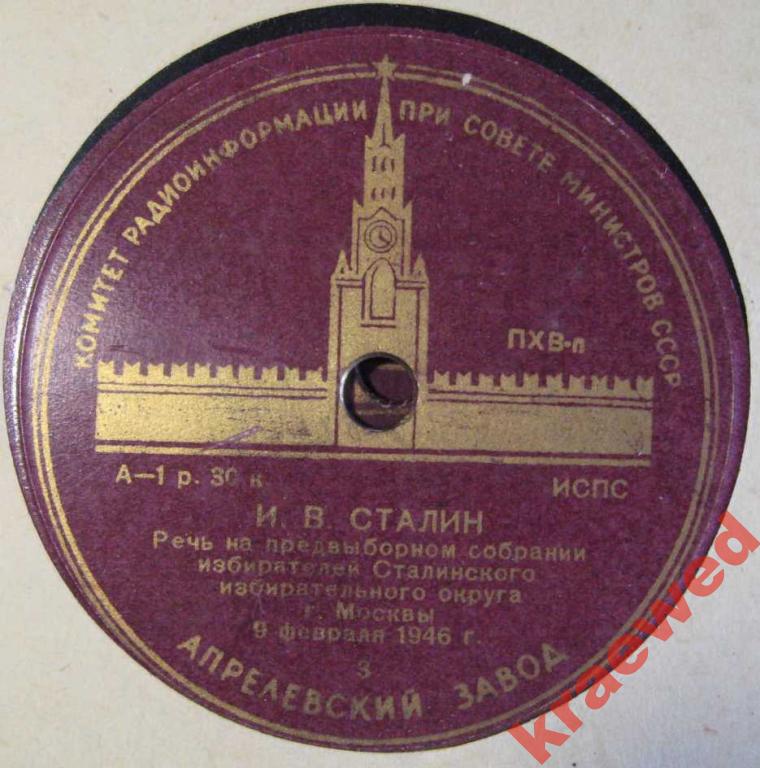 КОМИТЕТ РАДИОИНФОРМАЦИИ ПРИ СОВЕТЕ МИНИСТРОВ СССР
ПХВ-п
А—1 р. 30 к.
ИСПС
И. В. СТАЛИН
Речь на предвыборном собрании
избирателей Сталинского
избирательного округа
г. Москвы
9 февраля 1946 г.
3
АПРЕЛЕВСКИЙ ЗАВОД
kraewed